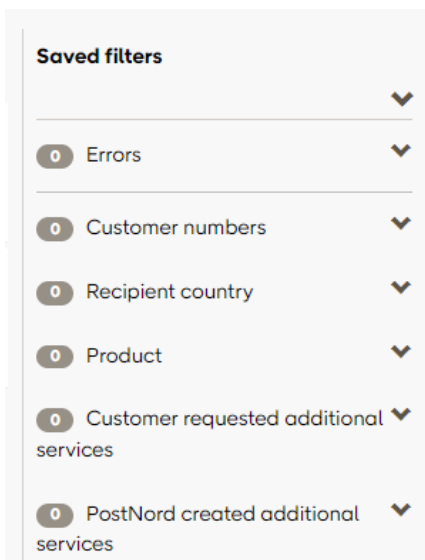 Saved filters
0 Errors
0 Customer numbers
0 Recipient country
0 Product
0 Customer requested additional
services
0 PostNord created additional
services